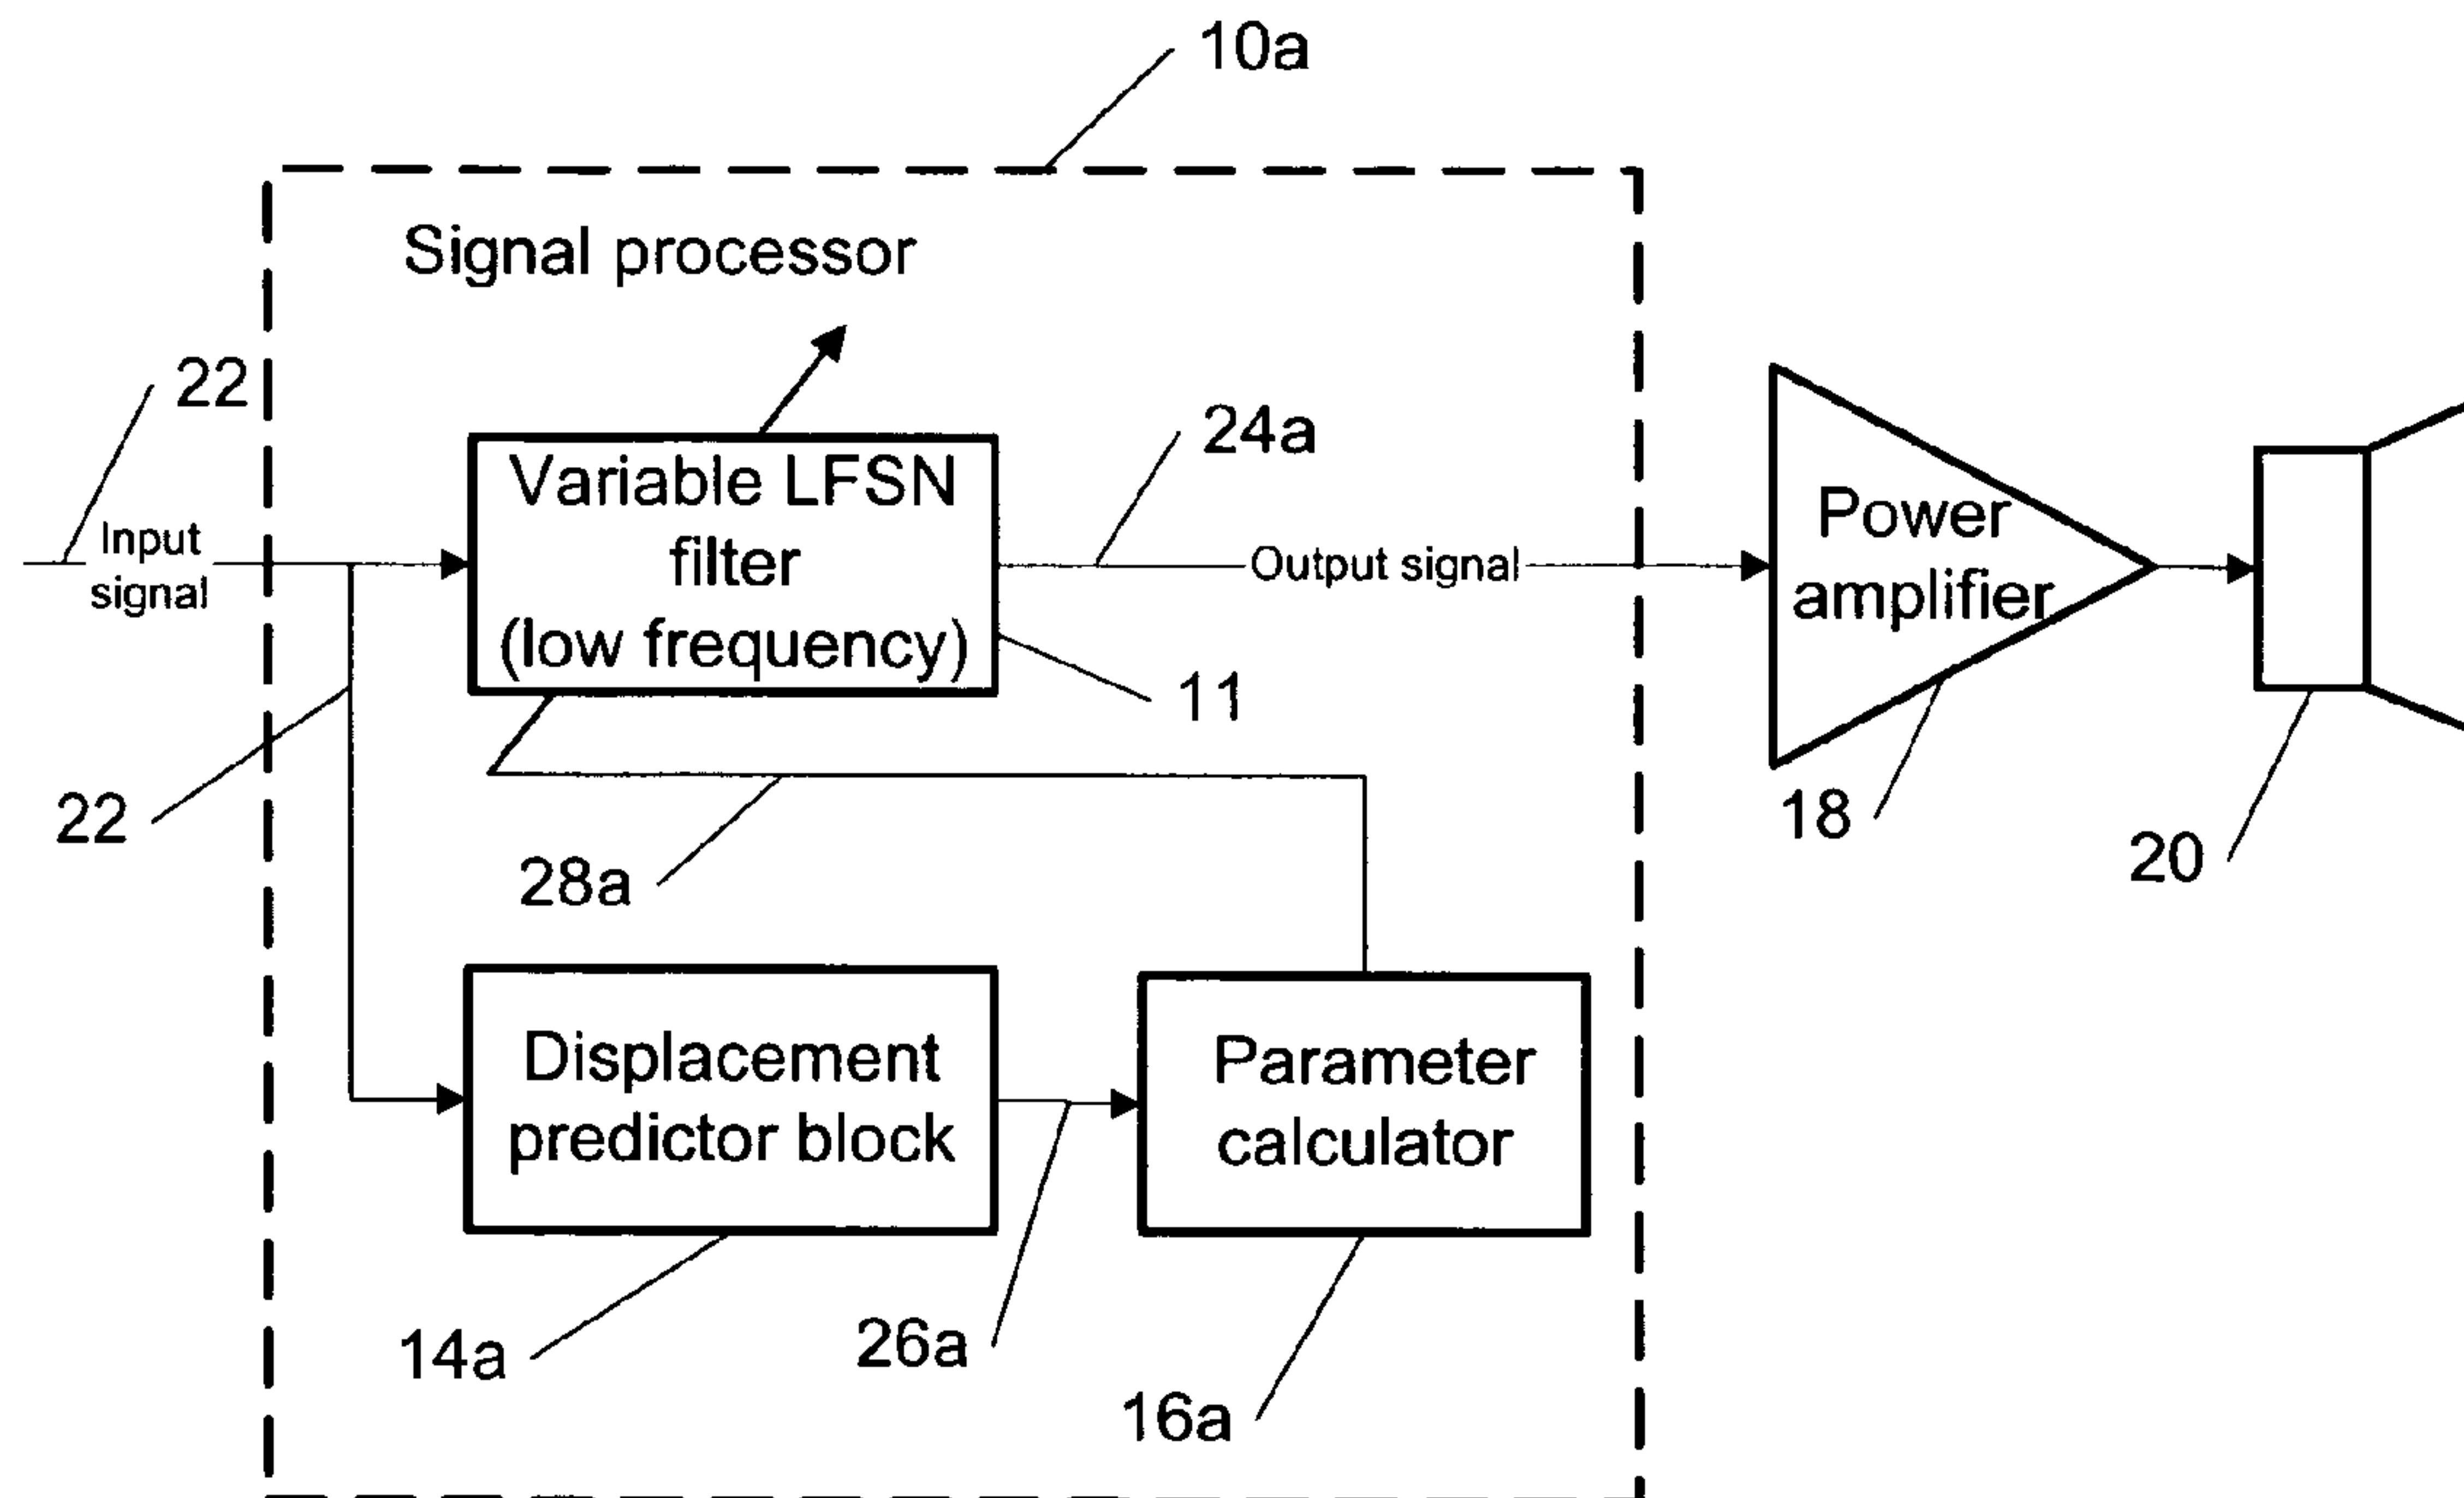 10a
Signal processor
22
24a
Variable LFSN
filter
(low frequency)
Input
signal
Output signal
Power
amplifier
11
22
28a
18
20
Displacement
predictor block
Parameter
calculator
14a
26a
16a